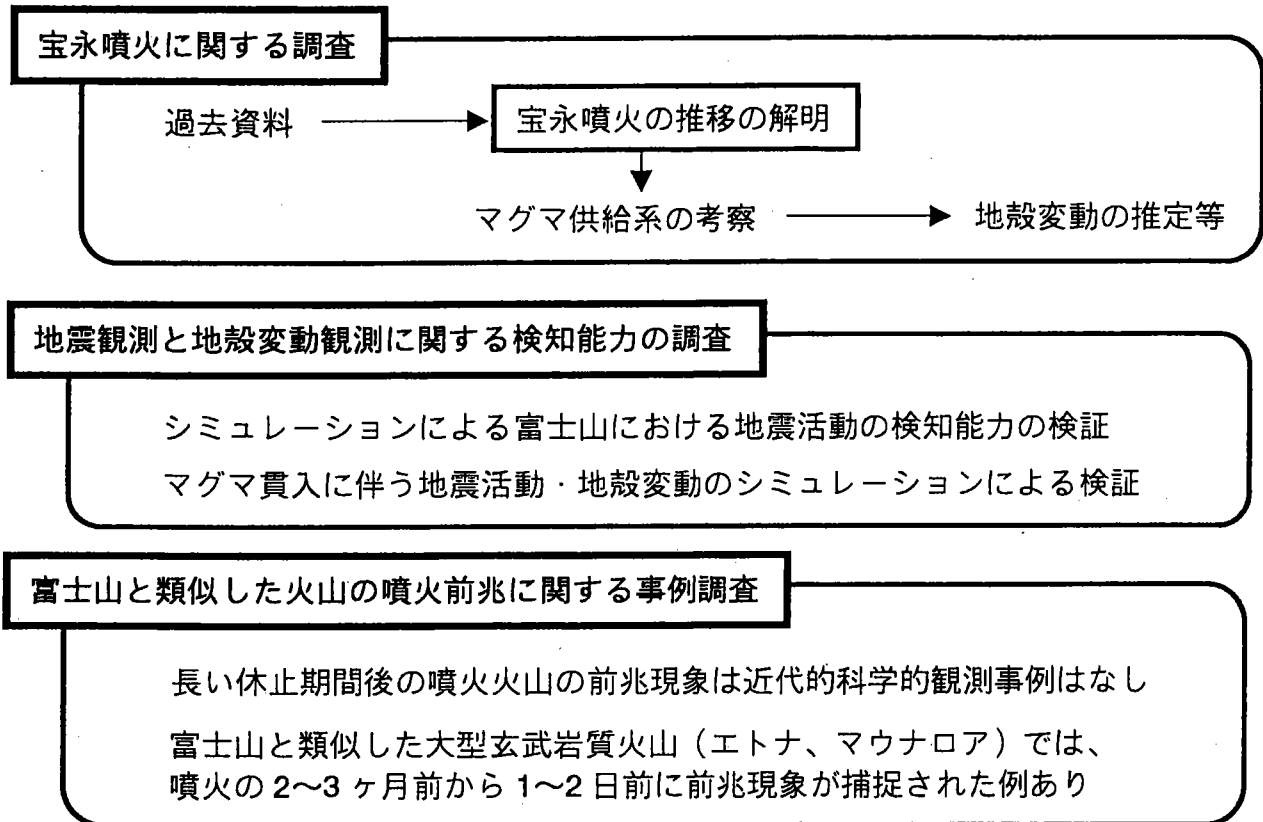 宝永噴火に関する調査
過去資料
宝永噴火の推移の解明
マグマ供給系の考察
地殻変動の推定等
地震観測と地殻変動観測に関する検知能力の調査
シミュレーションによる富士山における地震活動の検知能力の検証
マグマ貫入に伴う地震活動・地殻変動のシミュレーションによる検証
富士山と類似した火山の噴火前兆に関する事例調査
長い休止期間後の噴火火山の前兆現象は近代的科学的観測事例はなし
富士山と類似した大型玄武岩質火山（エトナ、マウナロア）では、
噴火の2～3ヶ月前から1～2日前に前兆現象が捕捉された例あり